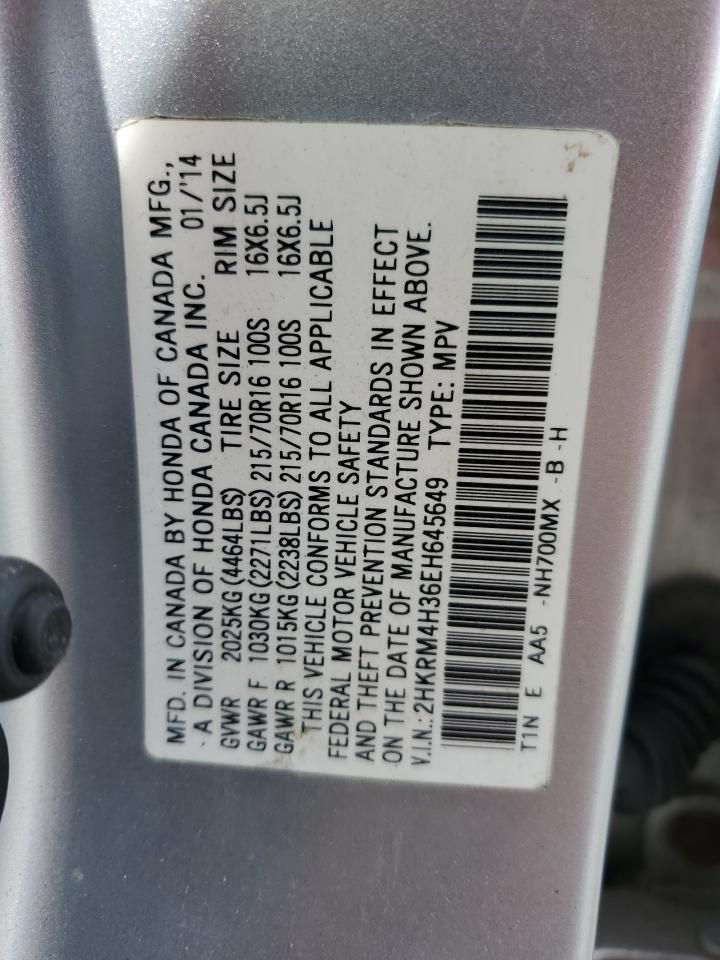 MFD. IN CANADA BY HONDA OF CANADA MFG.,
A DIVISION OF HONDA CANADA INC. 01/'14
GVWR 2025KG (4464LBS) TIRE SIZE RIM SIZE
GAWR F 1030KG (2271LBS) 215/70R16 100S 16X6.5J
GAWR R 1015KG (2238LBS) 215/70R16 100S 16X6.5J
THIS VEHICLE CONFORMS TO ALL APPLICABLE
FEDERAL MOTOR VEHICLE SAFETY
AND THEFT PREVENTION STANDARDS IN EFFECT
ON THE DATE OF MANUFACTURE SHOWN ABOVE.
V.I.N.: 2HKRM4H36EH645649 TYPE: MPV
T1N E AA5 -NH700MX -B -H